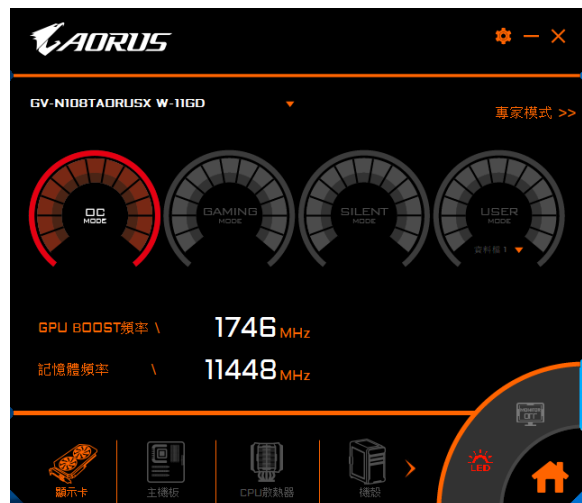 AORUS
GV-N108TAORUSX W-11GD
專家模式 >>
OC
MODE
GAMING
MODE
SILENT
MODE
USER
MODE
資料檔 1
GPU BOOST頻率 \ 1746 MHz
記憶體頻率 \ 11448 MHz
MONITOR
OFF
LED
顯示卡
主機板
CPU散熱器
機殼